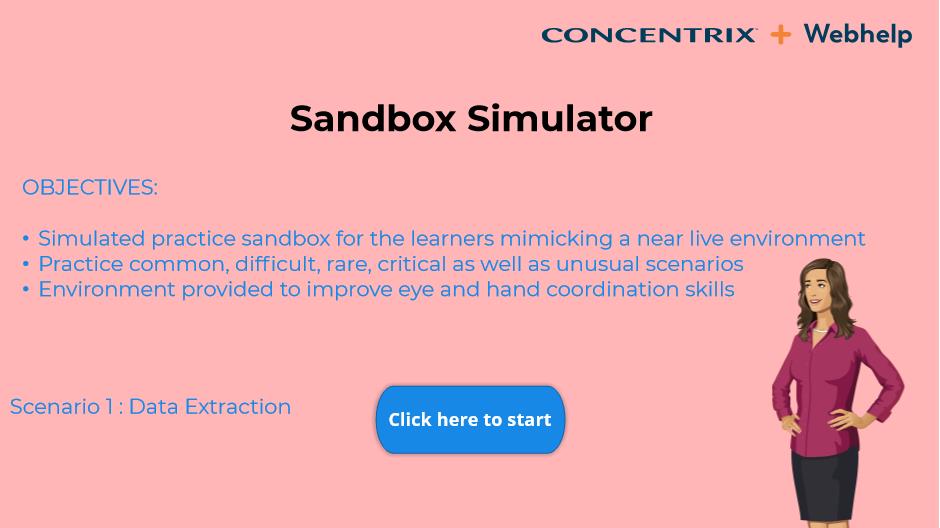 CONCENTRIX + Webhelp
Sandbox Simulator
OBJECTIVES:
• Simulated practice sandbox for the learners mimicking a near live environment
• Practice common, difficult, rare, critical as well as unusual scenarios
• Environment provided to improve eye and hand coordination skills
Scenario 1 : Data Extraction
Click here to start